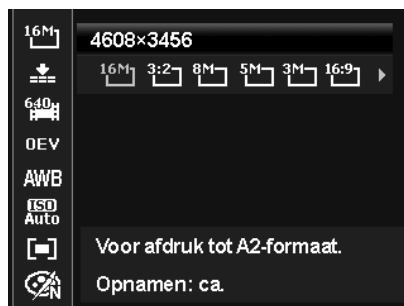 16M
4608×3456
16M 3:2 8M 5M 3M 16:9
640
0EV
AWB
ISO
Auto
Voor afdruk tot A2-formaat.
N
Opnamen: ca.